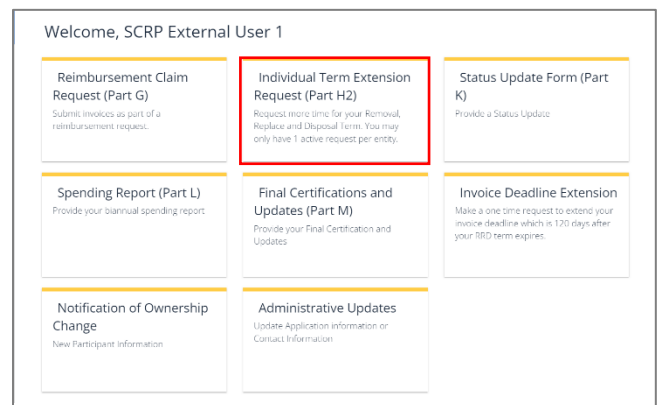 Welcome, SCRP External User 1
Reimbursement Claim
Request (Part G)
Submit invoices as part of a
reimbursement request.
Individual Term Extension
Request (Part H2)
Request more time for your Removal,
Replace and Disposal Term. You may
only have 1 active request per entity.
Status Update Form (Part
K)
Provide a Status Update
Spending Report (Part L)
Provide your biannual spending report
Final Certifications and
Updates (Part M)
Provide your Final Certification and
Updates
Invoice Deadline Extension
Make a one time request to extend your
invoice deadline which is 120 days after
your RRD term expires.
Notification of Ownership
Change
New Participant Information
Administrative Updates
Update Application Information or
Contact Information